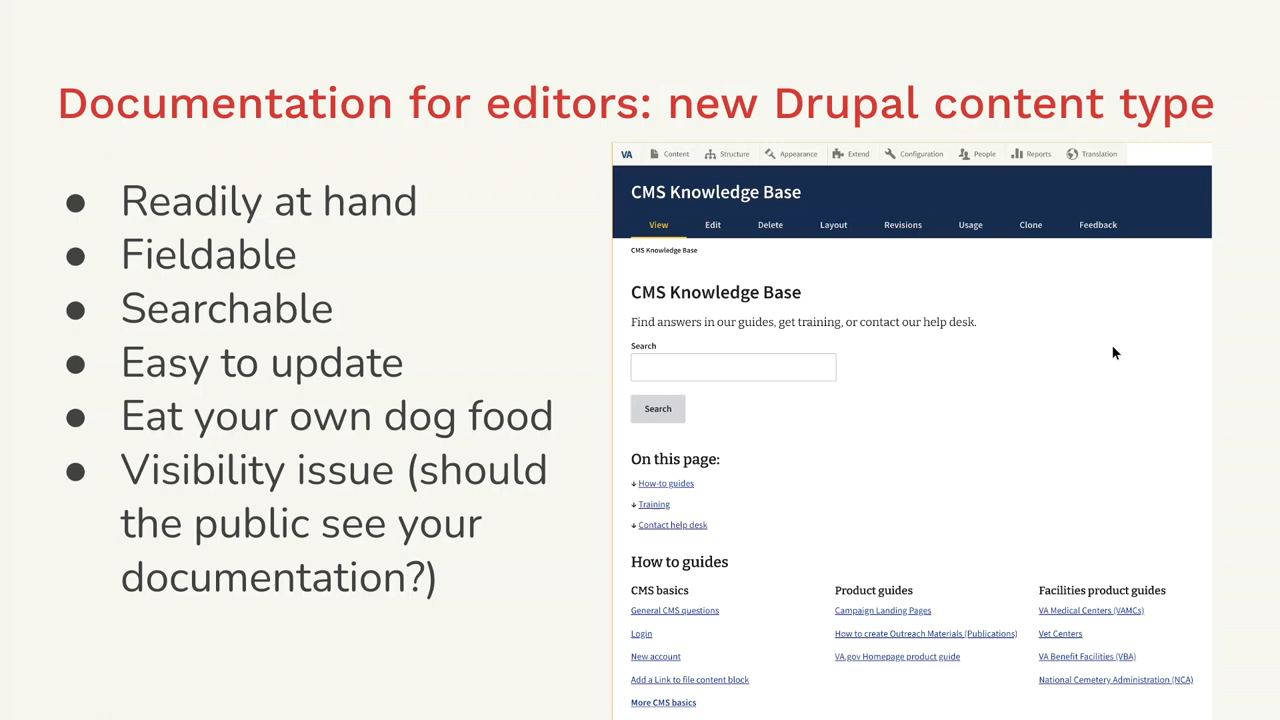 Documentation for editors: new Drupal content type
● Readily at hand
● Fieldable
● Searchable
● Easy to update
● Eat your own dog food
● Visibility issue (should
the public see your
documentation?)
VA Content Structure Appearance Extend Configuration People Reports Translation
CMS Knowledge Base
View Edit Delete Layout Revisions Usage Clone Feedback
CMS Knowledge Base
CMS Knowledge Base
Find answers in our guides, get training, or contact our help desk.
Search
Search
On this page:
↓ How-to guides
↓ Training
↓ Contact help desk
How to guides
CMS basics Product guides Facilities product guides
General CMS questions Campaign Landing Pages VA Medical Centers (VAMCs)
Login How to create Outreach Materials (Publications) Vet Centers
New account VA.gov Homepage product guide VA Benefit Facilities (VBA)
Add a Link to file content block National Cemetery Administration (NCA)
More CMS basics